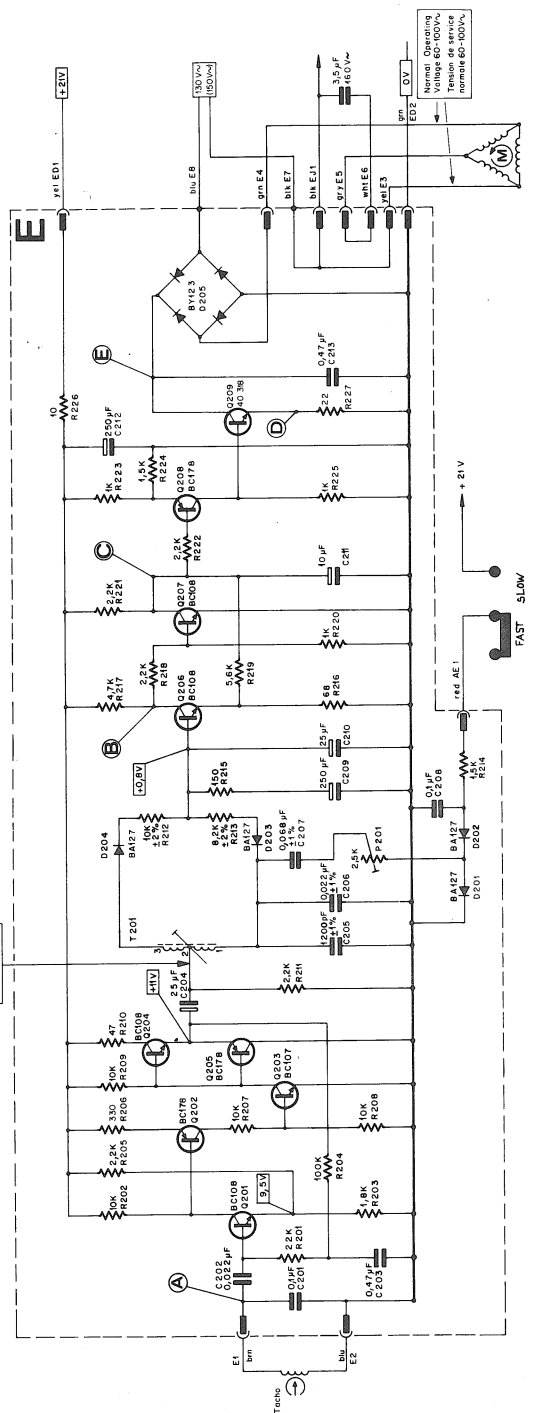 Tacho
E1
brn
blu
E2
A
C202
0,022µF
0,1µF
C201
22K
R201
0,47µF
C203
BC108
Q201
10K
R202
2,2K
R205
9,5V
1,8K
R203
100K
R204
330
R206
BC178
Q202
10K
R207
10K
R208
10K
R209
Q203
BC107
47
R210
BC108
Q204
Q205
BC178
+11V
25µF
C204
2,2K
R211
T201
3
2
1
D204
BA127
10K
±2%
R212
8,2K
±2%
R213
BA127
D203
1200pF
±1%
C205
0,022µF
±1%
C206
0,068µF
±1%
C207
2,5K
P201
BA127
D201
BA127
D202
0,1µF
C208
1,5K
R214
red AE1
FAST
SLOW
+21V
+0,8V
150
R215
250µF
C209
25µF
C210
B
4,7K
R217
2,2K
R218
Q206
BC108
5,6K
R219
68
R216
C
2,2K
R221
Q207
BC108
1K
R220
10µF
C211
2,2K
R222
1K
R223
1,5K
R224
Q208
BC178
1K
R225
250µF
C212
10
R226
Q209
40318
D
22
R227
E
0,47µF
C213
BY123
D205
E
yel ED1
+21V
blu E8
130V~
(150V~)
grn E4
blk E7
blk EJ1
gry E5
wht E6
yel E3
3,5µF
160V~
grn
ED2
0V
M
Normal Operating
Voltage 60-100V~
Tension de service
normale 60-100V~